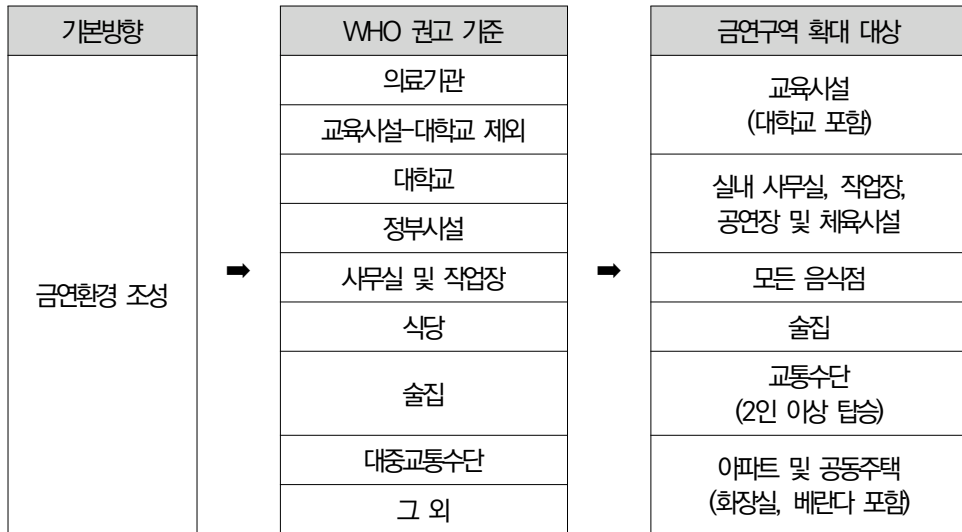 기본방향
금연환경 조성
➡
WHO 권고 기준
의료기관
교육시설-대학교 제외
대학교
정부시설
사무실 및 작업장
식당
술집
대중교통수단
그 외
➡
금연구역 확대 대상
교육시설
(대학교 포함)
실내 사무실, 작업장,
공연장 및 체육시설
모든 음식점
술집
교통수단
(2인 이상 탑승)
아파트 및 공동주택
(화장실, 베란다 포함)